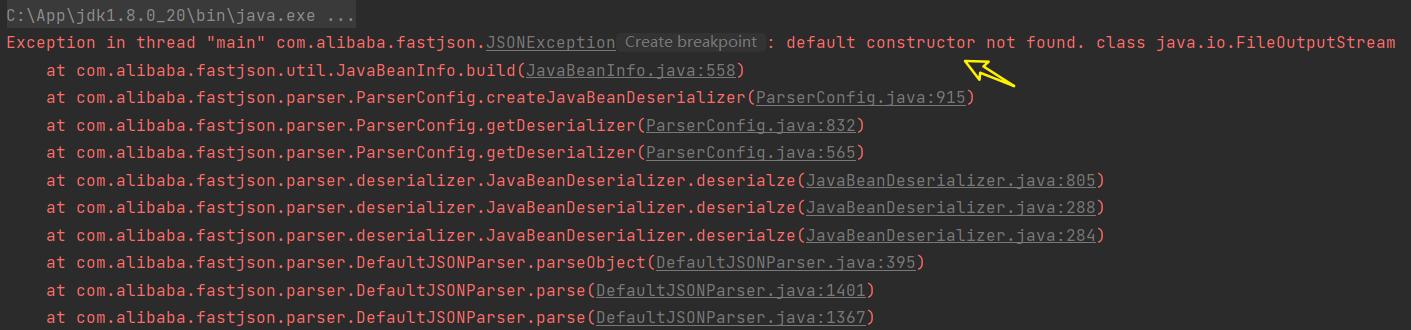 C:\App\jdk1.8.0_20\bin\java.exe ...
Exception in thread "main" com.alibaba.fastjson.JSONException Create breakpoint : default constructor not found. class java.io.FileOutputStream
    at com.alibaba.fastjson.util.JavaBeanInfo.build(JavaBeanInfo.java:558)
    at com.alibaba.fastjson.parser.ParserConfig.createJavaBeanDeserializer(ParserConfig.java:915)
    at com.alibaba.fastjson.parser.ParserConfig.getDeserializer(ParserConfig.java:832)
    at com.alibaba.fastjson.parser.ParserConfig.getDeserializer(ParserConfig.java:565)
    at com.alibaba.fastjson.parser.deserializer.JavaBeanDeserializer.deserialze(JavaBeanDeserializer.java:805)
    at com.alibaba.fastjson.parser.deserializer.JavaBeanDeserializer.deserialze(JavaBeanDeserializer.java:288)
    at com.alibaba.fastjson.parser.deserializer.JavaBeanDeserializer.deserialze(JavaBeanDeserializer.java:284)
    at com.alibaba.fastjson.parser.DefaultJSONParser.parseObject(DefaultJSONParser.java:395)
    at com.alibaba.fastjson.parser.DefaultJSONParser.parse(DefaultJSONParser.java:1401)
    at com.alibaba.fastjson.parser.DefaultJSONParser.parse(DefaultJSONParser.java:1367)